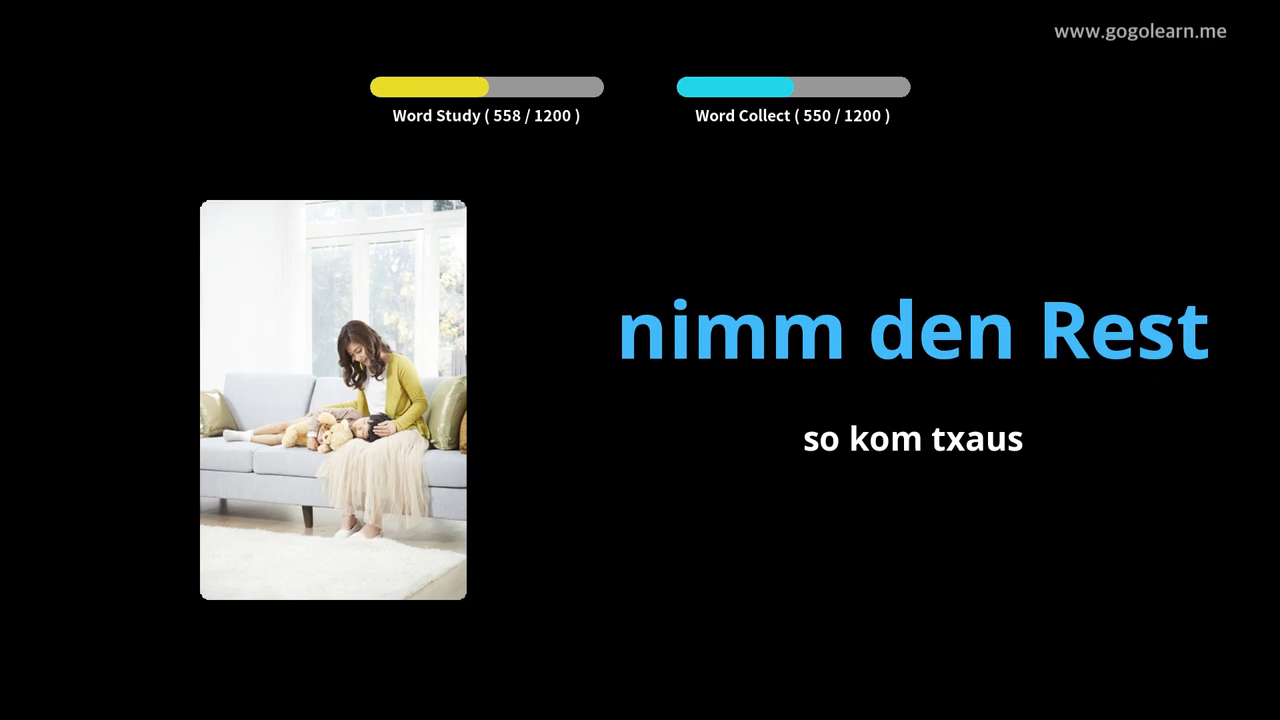 www.gogolearn.me
Word Study ( 558 / 1200 )
Word Collect ( 550 / 1200 )
nimm den Rest
so kom txaus